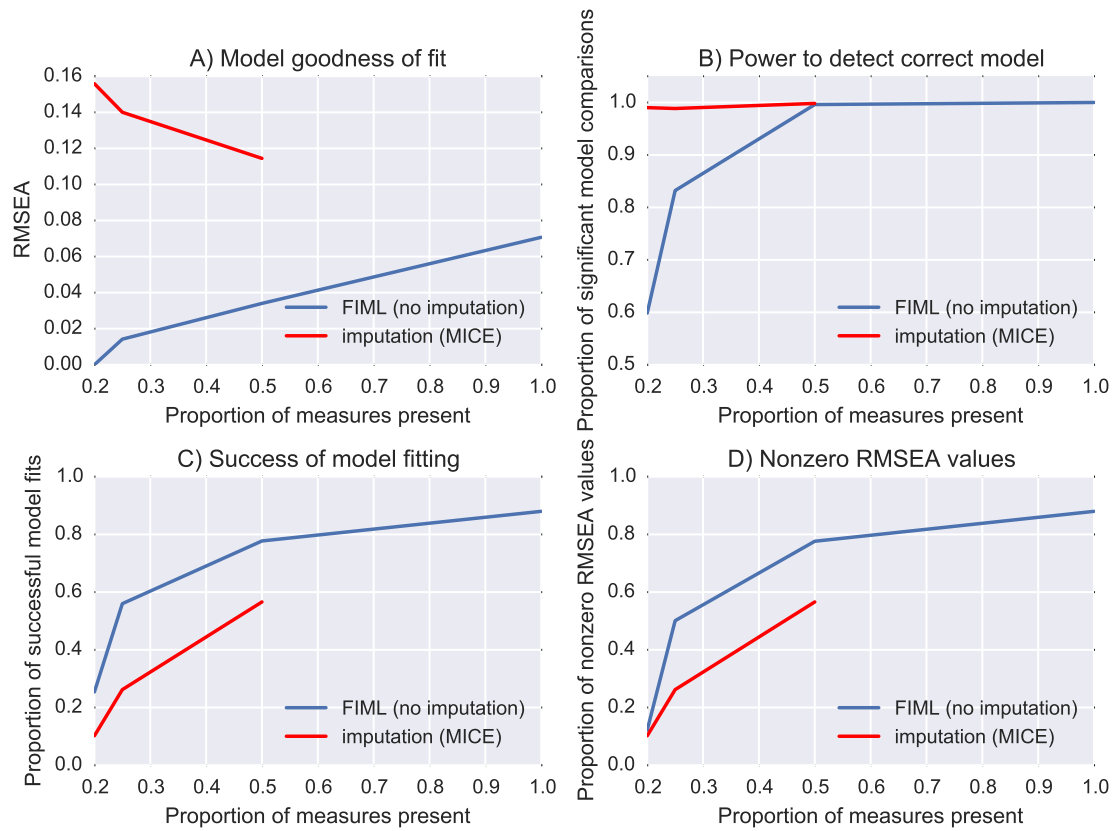 A) Model goodness of fit
RMSEA
0.16
0.14
0.12
0.10
0.08
0.06
0.04
0.02
0.00
FIML (no imputation)
imputation (MICE)
0.2 0.3 0.4 0.5 0.6 0.7 0.8 0.9 1.0
Proportion of measures present
B) Power to detect correct model
Proportion of significant model comparisons
1.0
0.9
0.8
0.7
0.6
0.5
FIML (no imputation)
imputation (MICE)
0.2 0.3 0.4 0.5 0.6 0.7 0.8 0.9 1.0
Proportion of measures present
C) Success of model fitting
Proportion of successful model fits
1.0
0.8
0.6
0.4
0.2
0.0
FIML (no imputation)
imputation (MICE)
0.2 0.3 0.4 0.5 0.6 0.7 0.8 0.9 1.0
Proportion of measures present
D) Nonzero RMSEA values
Proportion of nonzero RMSEA values
1.0
0.8
0.6
0.4
0.2
0.0
FIML (no imputation)
imputation (MICE)
0.2 0.3 0.4 0.5 0.6 0.7 0.8 0.9 1.0
Proportion of measures present